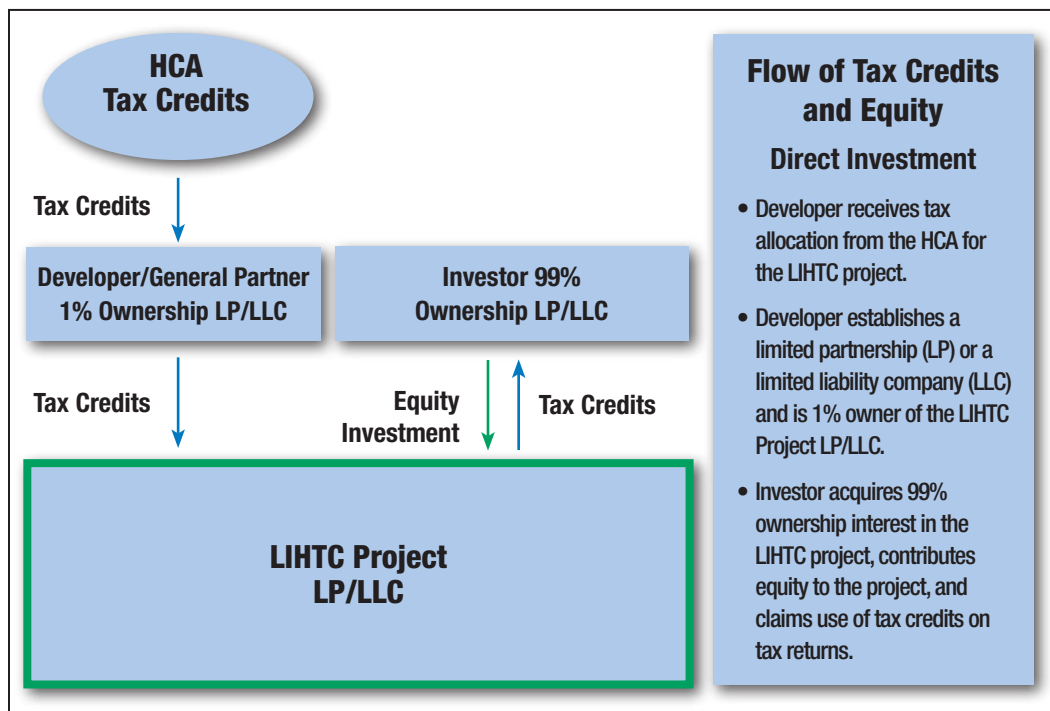 HCA
Tax Credits
Tax Credits
Developer/General Partner
1% Ownership LP/LLC
Investor 99%
Ownership LP/LLC
Tax Credits
Equity
Investment
Tax Credits
LIHTC Project
LP/LLC
Flow of Tax Credits
and Equity
Direct Investment
• Developer receives tax
allocation from the HCA for
the LIHTC project.
• Developer establishes a
limited partnership (LP) or a
limited liability company (LLC)
and is 1% owner of the LIHTC
Project LP/LLC.
• Investor acquires 99%
ownership interest in the
LIHTC project, contributes
equity to the project, and
claims use of tax credits on
tax returns.